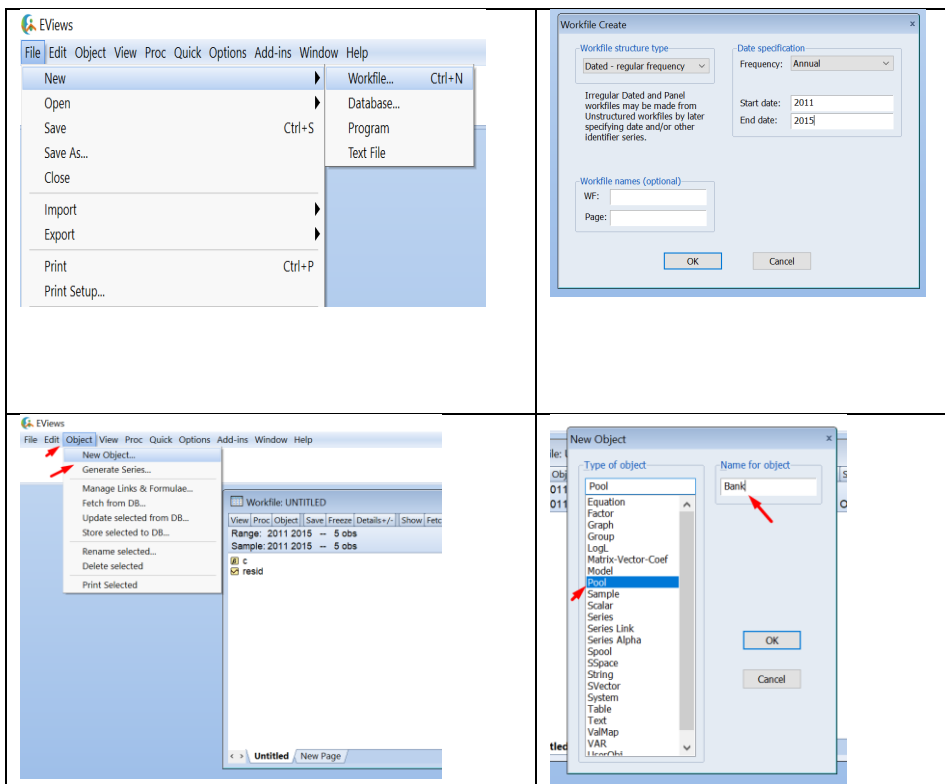 EViews
File Edit Object View Proc Quick Options Add-ins Window Help
New
Open
Save Ctrl+S
Save As...
Close
Import
Export
Print Ctrl+P
Print Setup...
Workfile... Ctrl+N
Database...
Program
Text File
Workfile Create x
Workfile structure type
Dated - regular frequency
Irregular Dated and Panel
workfiles may be made from
Unstructured workfiles by later
specifying date and/or other
identifier series.
Date specification
Frequency: Annual
Start date: 2011
End date: 2015
Workfile names (optional)
WF:
Page:
OK Cancel
EViews
File Edit Object View Proc Quick Options Add-ins Window Help
New Object...
Generate Series...
Manage Links & Formulae...
Fetch from DB...
Update selected from DB...
Store selected to DB...
Rename selected...
Delete selected
Print Selected
Workfile: UNTITLED
View Proc Object Save Freeze Details+/- Show Fetc
Range: 2011 2015 -- 5 obs
Sample: 2011 2015 -- 5 obs
c
resid
Untitled New Page
New Object x
Type of object
Pool
Equation
Factor
Graph
Group
LogL
Matrix-Vector-Coef
Model
Pool
Sample
Scalar
Series
Series Link
Series Alpha
Spool
SSpace
String
SVector
System
Table
Text
ValMap
VAR
UserObj
Name for object
Bank
OK
Cancel